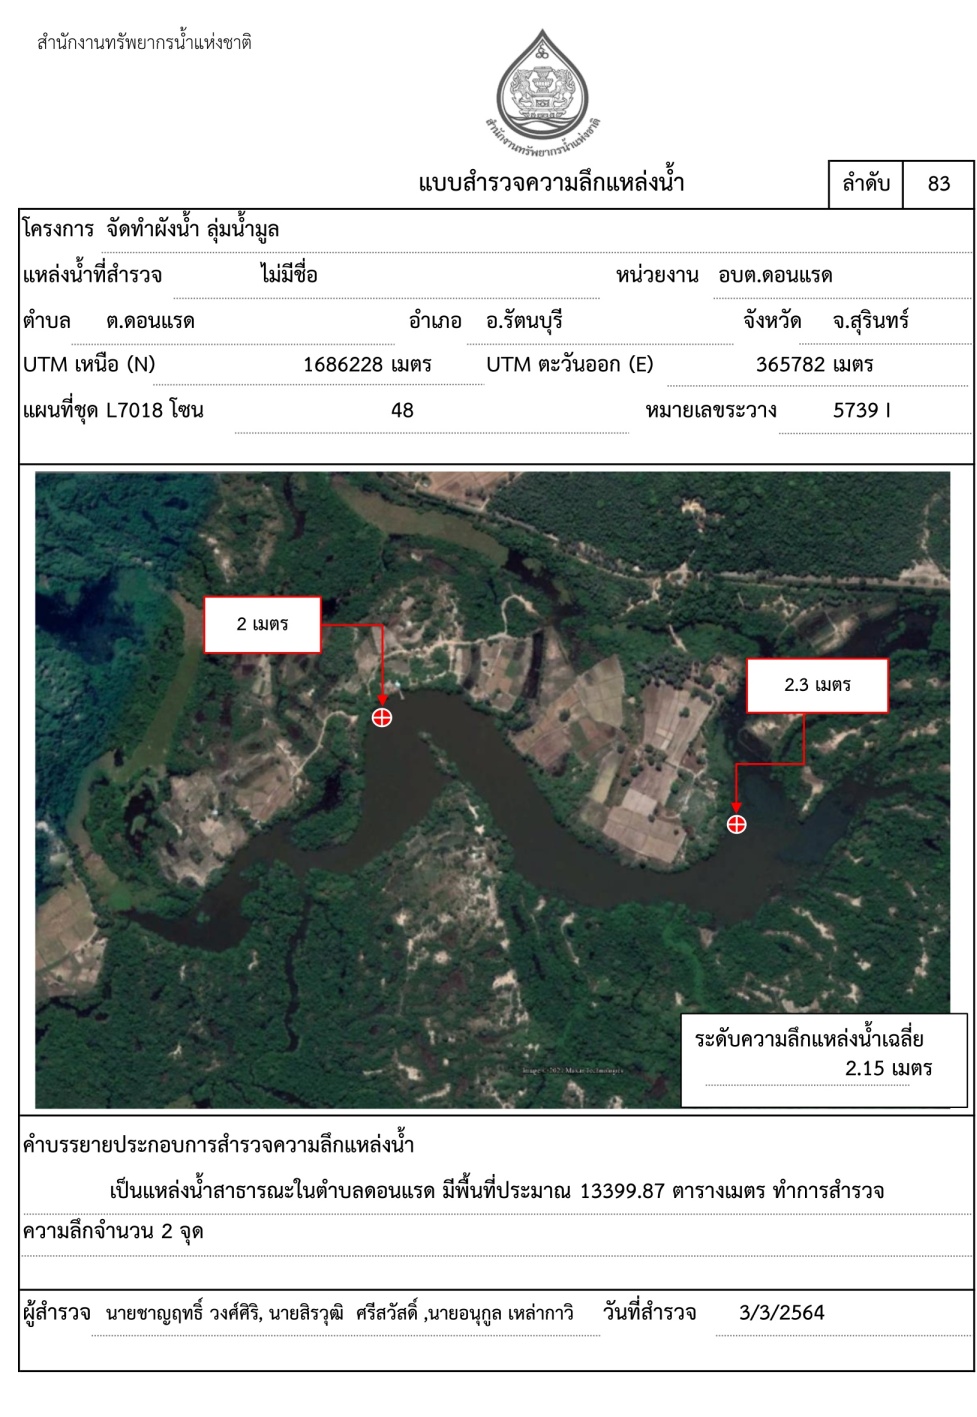 สำนักงานทรัพยากรน้ำแห่งชาติ
สำนักงานทรัพยากรน้ำแห่งชาติ
แบบสำรวจความลึกแหล่งน้ำ
ลำดับ 83
โครงการ จัดทำผังน้ำ ลุ่มน้ำมูล
แหล่งน้ำที่สำรวจ ไม่มีชื่อ หน่วยงาน อบต.ดอนแรด
ตำบล ต.ดอนแรด อำเภอ อ.รัตนบุรี จังหวัด จ.สุรินทร์
UTM เหนือ (N) 1686228 เมตร UTM ตะวันออก (E) 365782 เมตร
แผนที่ชุด L7018 โซน 48 หมายเลขระวาง 5739 I
2 เมตร
2.3 เมตร
ระดับความลึกแหล่งน้ำเฉลี่ย
2.15 เมตร
คำบรรยายประกอบการสำรวจความลึกแหล่งน้ำ
เป็นแหล่งน้ำสาธารณะในตำบลดอนแรด มีพื้นที่ประมาณ 13399.87 ตารางเมตร ทำการสำรวจ
ความลึกจำนวน 2 จุด
ผู้สำรวจ นายชาญฤทธิ์ วงศ์ศิริ, นายสิรวุฒิ ศรีสวัสดิ์ ,นายอนุกูล เหล่ากาวิ วันที่สำรวจ 3/3/2564